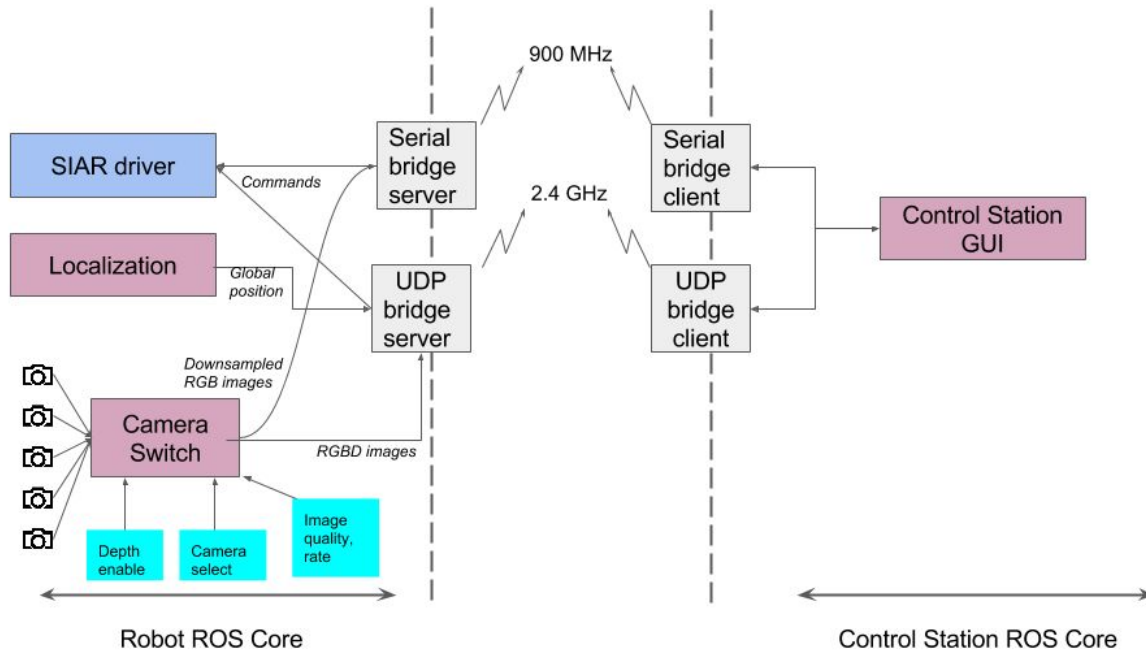 900 MHz
Serial
bridge
server
Serial
bridge
client
SIAR driver
Commands
2.4 GHz
Control Station
GUI
Localization
Global
position
UDP
bridge
server
UDP
bridge
client
Downsampled
RGB images
Camera
Switch
RGBD images
Depth
enable
Camera
select
Image
quality,
rate
Robot ROS Core
Control Station ROS Core